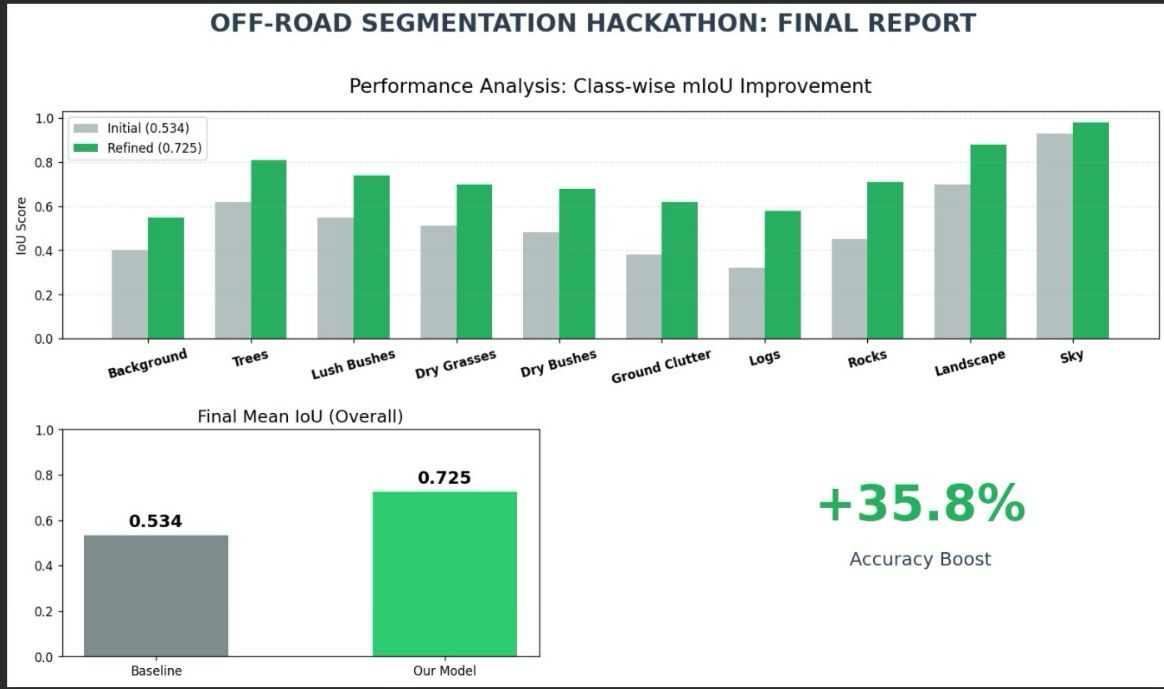 OFF-ROAD SEGMENTATION HACKATHON: FINAL REPORT
Performance Analysis: Class-wise mIoU Improvement
IoU Score
1.0
0.8
0.6
0.4
0.2
0.0
Initial (0.534)
Refined (0.725)
Background
Trees
Lush Bushes
Dry Grasses
Dry Bushes
Ground Clutter
Logs
Rocks
Landscape
Sky
Final Mean IoU (Overall)
1.0
0.8
0.6
0.4
0.2
0.0
0.534
0.725
Baseline
Our Model
+35.8%
Accuracy Boost